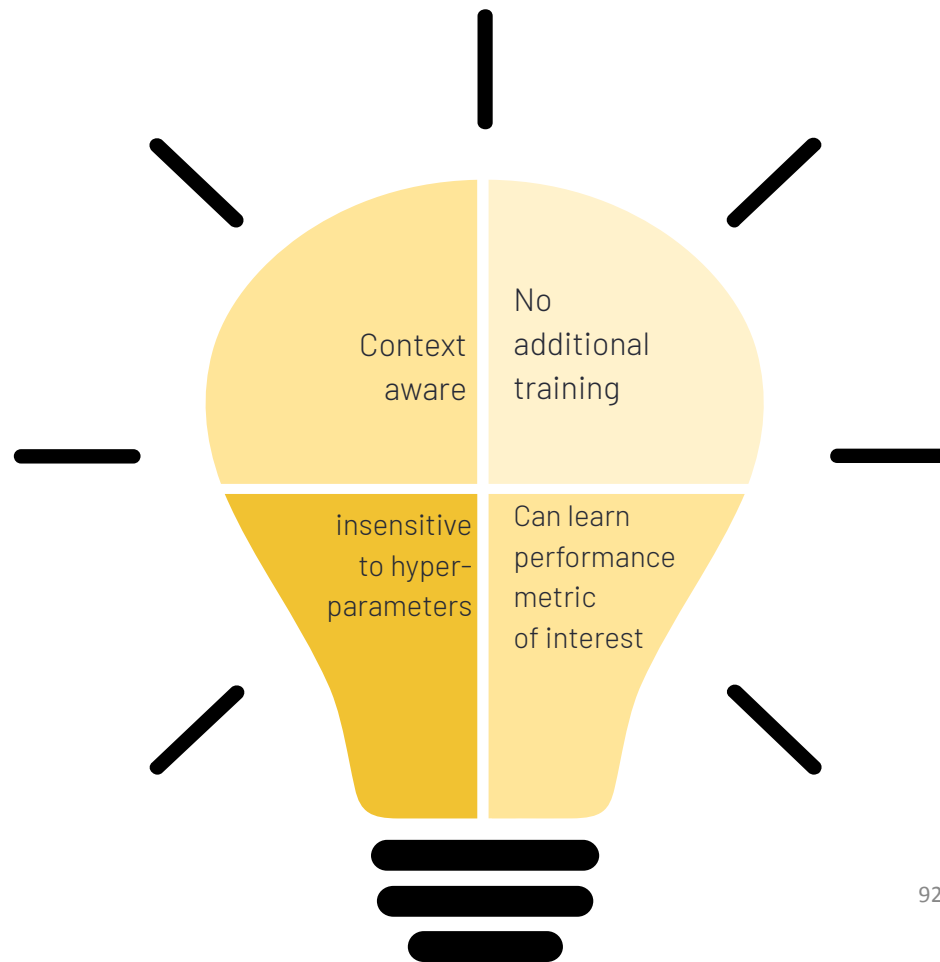 Context
aware
No
additional
training
insensitive
to hyper-
parameters
Can learn
performance
metric
of interest
92